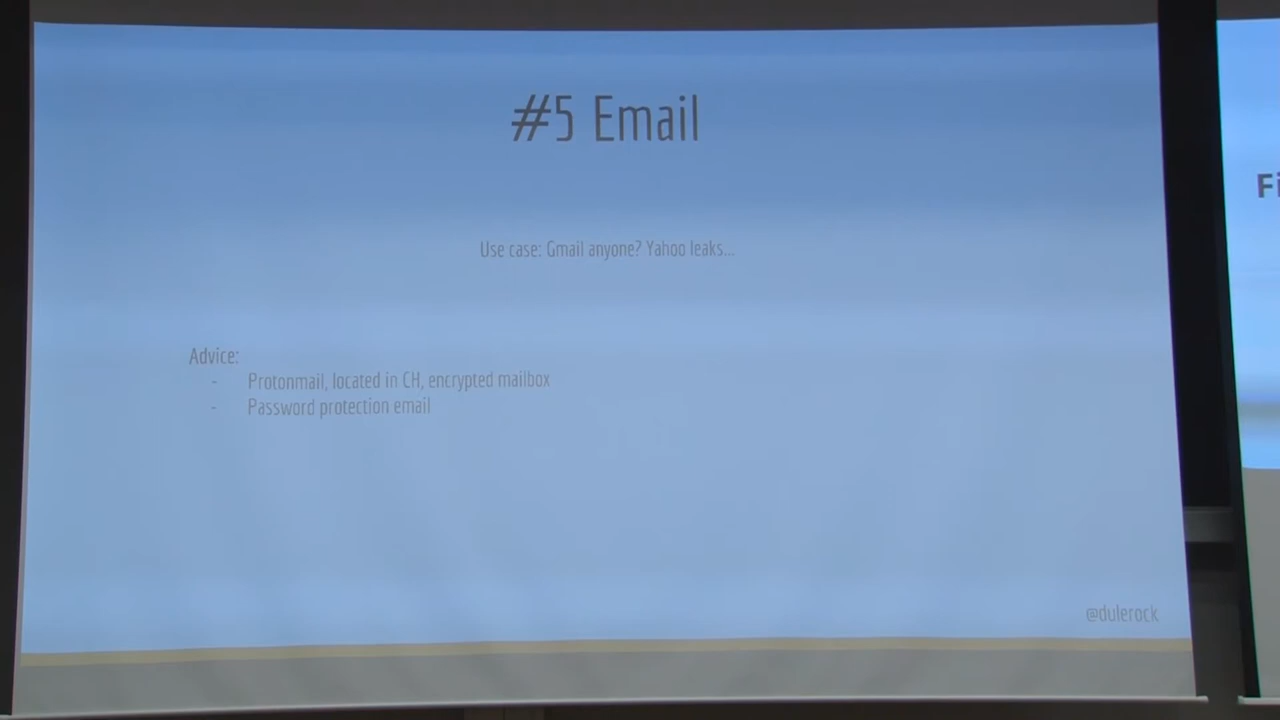 #5 Email
Use case: Gmail anyone? Yahoo leaks...
Advice:
- Protonmail, located in CH, encrypted mailbox
- Password protection email
@dulerock
Fi